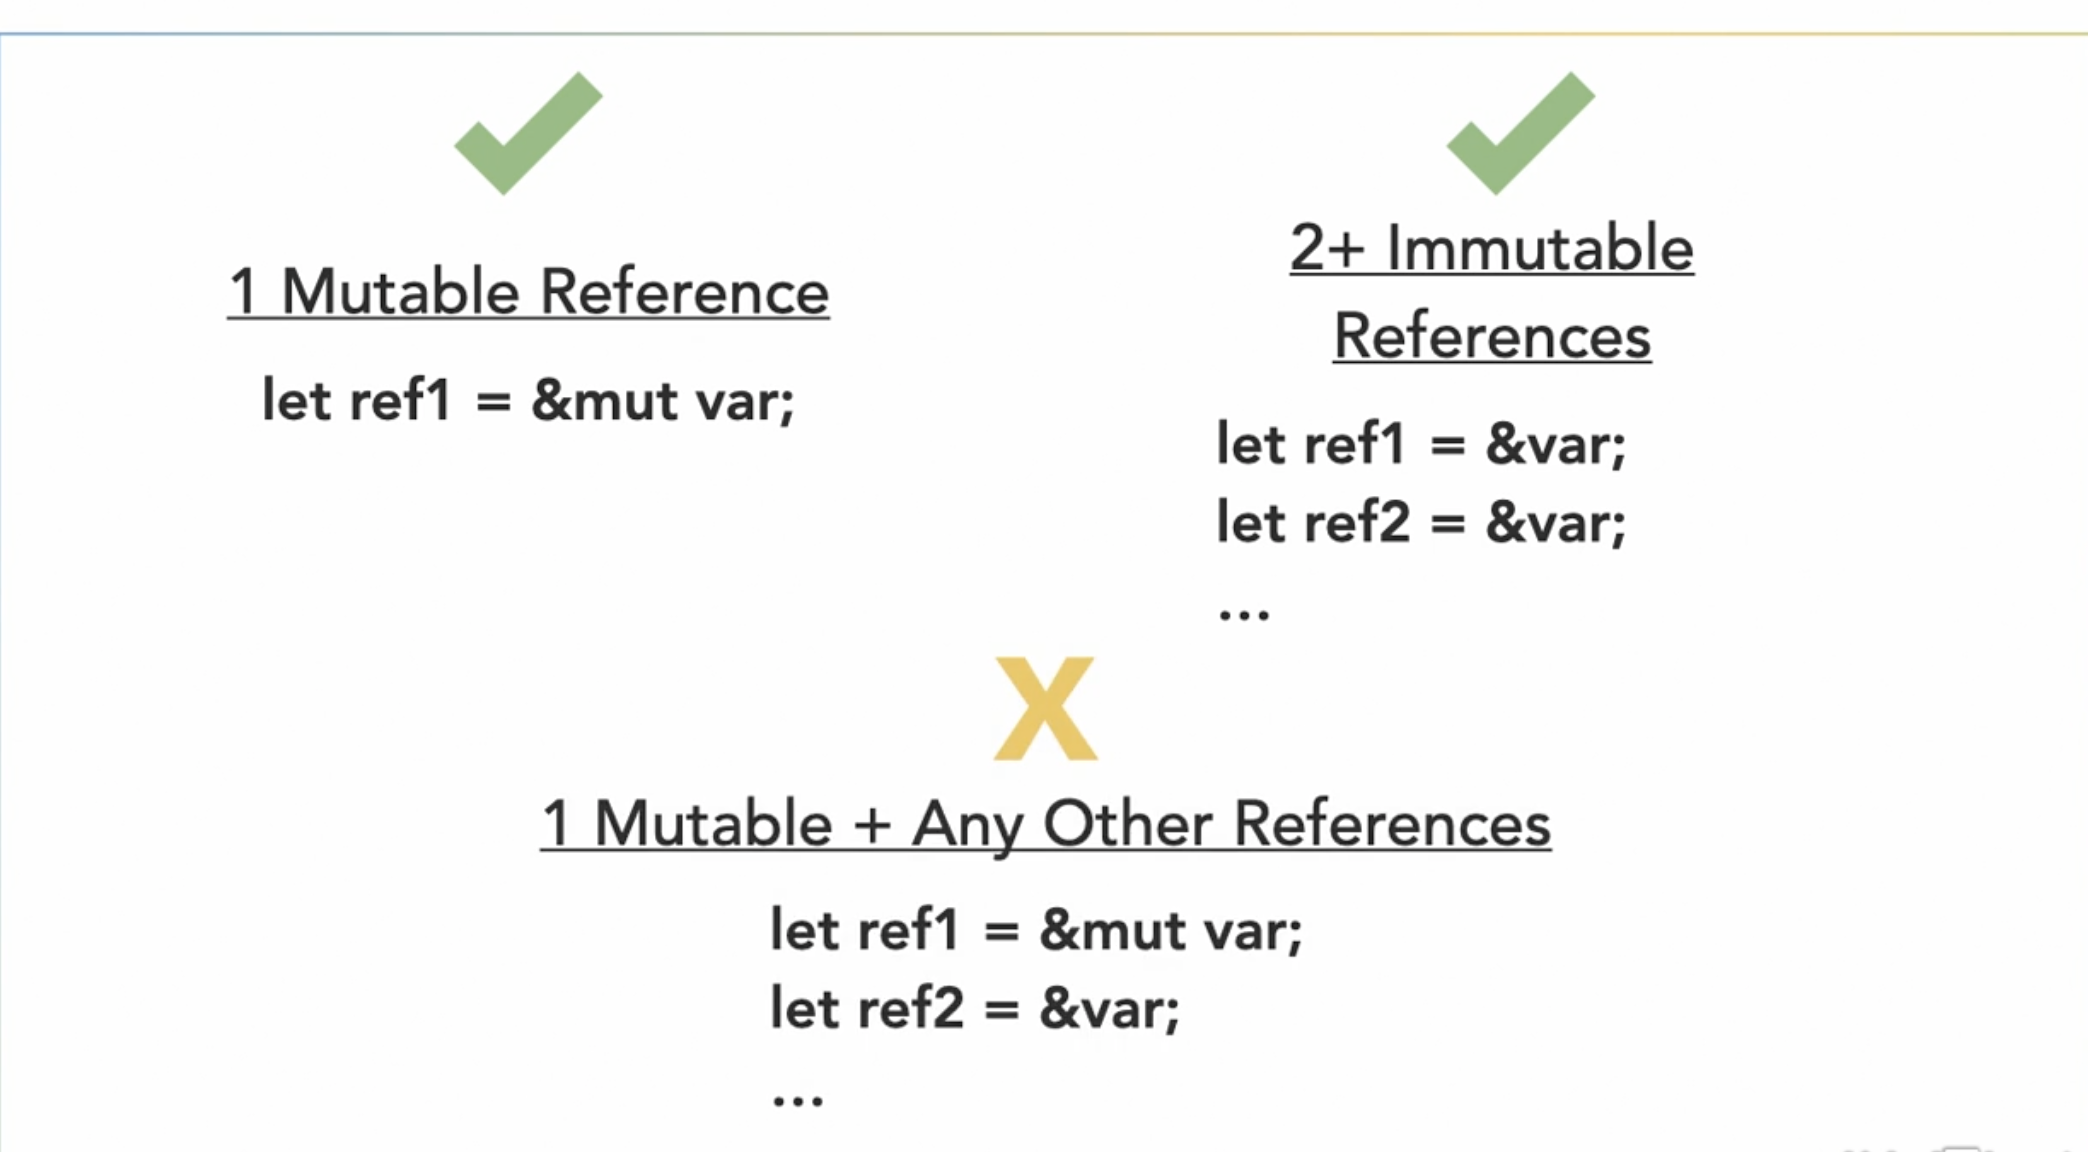 1 Mutable Reference
let ref1 = &mut var;
2+ Immutable
References
let ref1 = &var;
let ref2 = &var;
...
X
1 Mutable + Any Other References
let ref1 = &mut var;
let ref2 = &var;
...